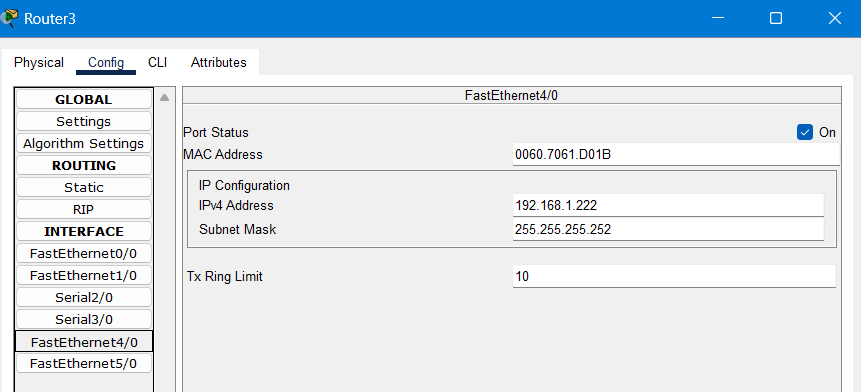 Router3
Physical Config CLI Attributes
GLOBAL
Settings
Algorithm Settings
ROUTING
Static
RIP
INTERFACE
FastEthernet0/0
FastEthernet1/0
Serial2/0
Serial3/0
FastEthernet4/0
FastEthernet5/0
FastEthernet4/0
Port Status On
MAC Address 0060.7061.D01B
IP Configuration
IPv4 Address 192.168.1.222
Subnet Mask 255.255.255.252
Tx Ring Limit 10